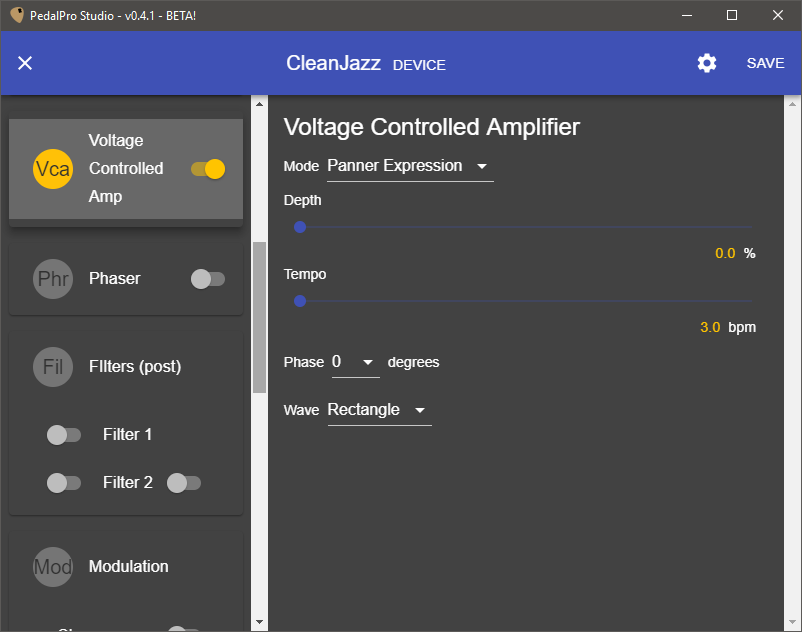 PedalPro Studio - v0.4.1 - BETA!
CleanJazz DEVICE
SAVE
Vca
Voltage
Controlled
Amp
Phr
Phaser
Fil
FIlters (post)
Filter 1
Filter 2
Mod
Modulation
Voltage Controlled Amplifier
Mode Panner Expression
Depth
0.0 %
Tempo
3.0 bpm
Phase 0 degrees
Wave Rectangle